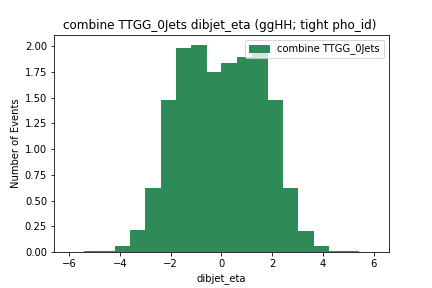 combine TTGG_0Jets dibjet_eta (ggHH; tight pho_id)
combine TTGG_0Jets
Number of Events
2.00
1.75
1.50
1.25
1.00
0.75
0.50
0.25
0.00
−6 −4 −2 0 2 4 6
dibjet_eta